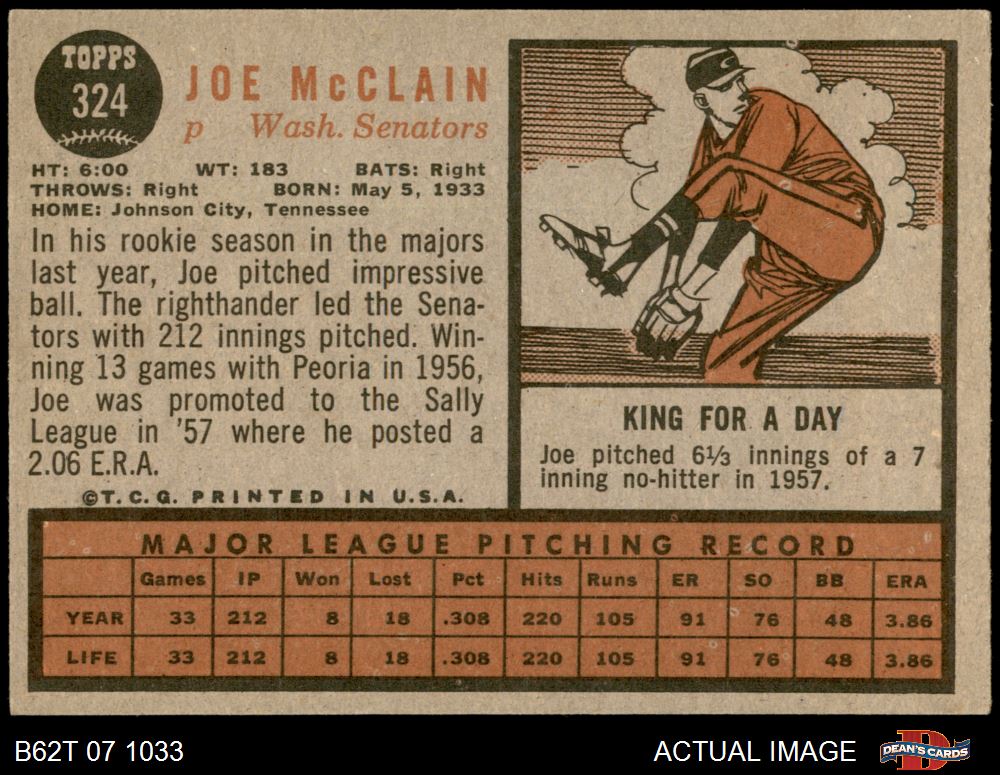 TOPPS
324
JOE McCLAIN
p Wash. Senators
HT: 6:00 WT: 183 BATS: Right
THROWS: Right BORN: May 5, 1933
HOME: Johnson City, Tennessee
In his rookie season in the majors
last year, Joe pitched impressive
ball. The righthander led the Sena-
tors with 212 innings pitched. Win-
ning 13 games with Peoria in 1956,
Joe was promoted to the Sally
League in '57 where he posted a
2.06 E.R.A.
©T.C.G. PRINTED IN U.S.A.
C
KING FOR A DAY
Joe pitched 6⅓ innings of a 7
inning no-hitter in 1957.
MAJOR LEAGUE PITCHING RECORD
Games IP Won Lost Pct Hits Runs ER SO BB ERA
YEAR 33 212 8 18 .308 220 105 91 76 48 3.86
LIFE 33 212 8 18 .308 220 105 91 76 48 3.86
B62T 07 1033 ACTUAL IMAGE
D
DEAN'S CARDS